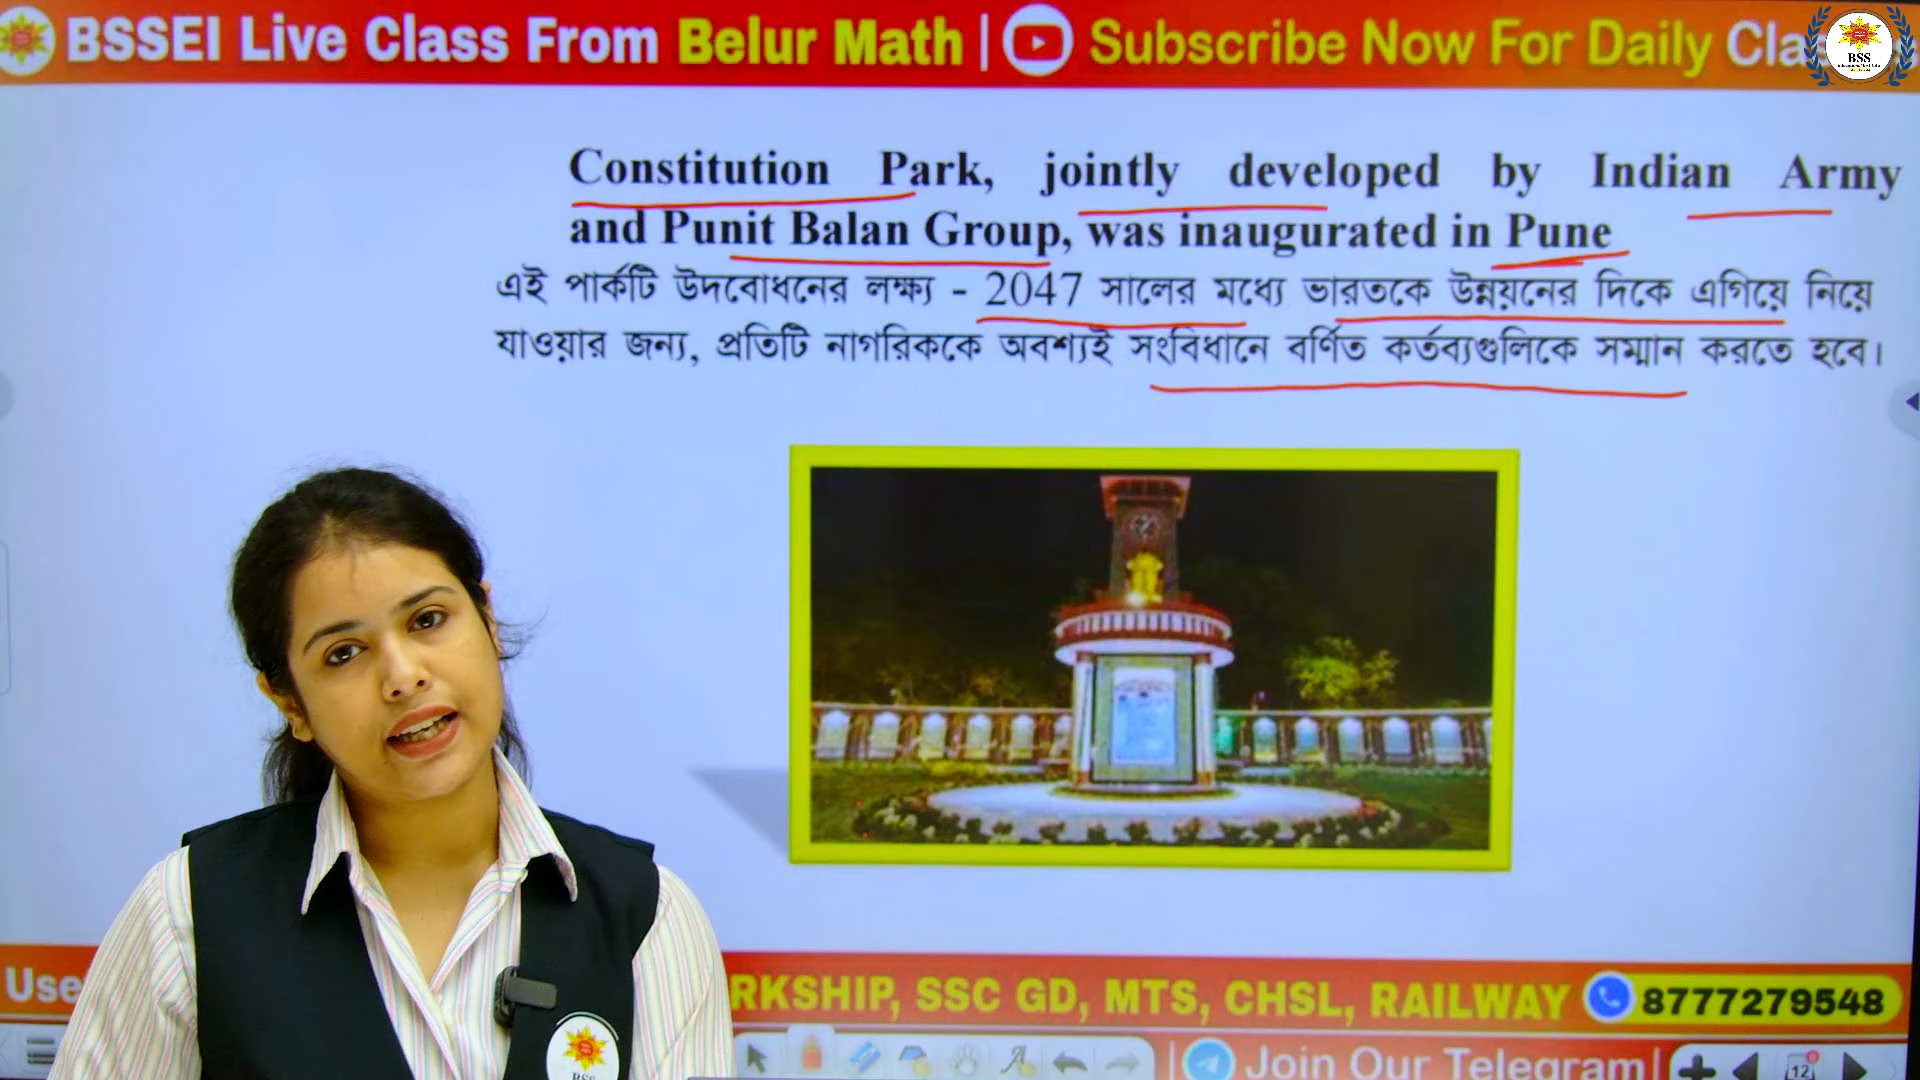 BSSEI Live Class From Belur Math | Subscribe Now For Daily
BSS
Constitution Park, jointly developed by Indian Army
and Punit Balan Group, was inaugurated in Pune
এই পার্কটি উদবোধনের লক্ষ্য - 2047 সালের মধ্যে ভারতকে উন্নয়নের দিকে এগিয়ে নিয়ে
যাওয়ার জন্য, প্রতিটি নাগরিককে অবশ্যই সংবিধানে বর্ণিত কর্তব্যগুলিকে সম্মান করতে হবে।
Use RKSHIP, SSC GD, MTS, CHSL, RAILWAY 8777279548
BSS
Join Our Telegram
12